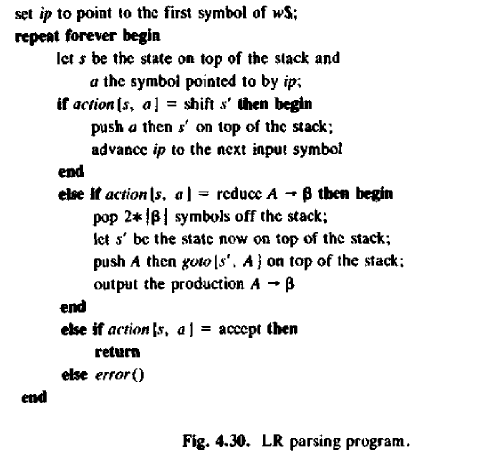 set ip to point to the first symbol of w$;
repeat forever begin
let s be the state on top of the stack and
a the symbol pointed to by ip;
if action[s, a] = shift s′ then begin
push a then s′ on top of the stack;
advance ip to the next input symbol
end
else if action[s, a] = reduce A → β then begin
pop 2*|β| symbols off the stack;
let s′ be the state now on top of the stack;
push A then goto[s′, A] on top of the stack;
output the production A → β
end
else if action[s, a] = accept then
return
else error()
end
Fig. 4.30. LR parsing program.